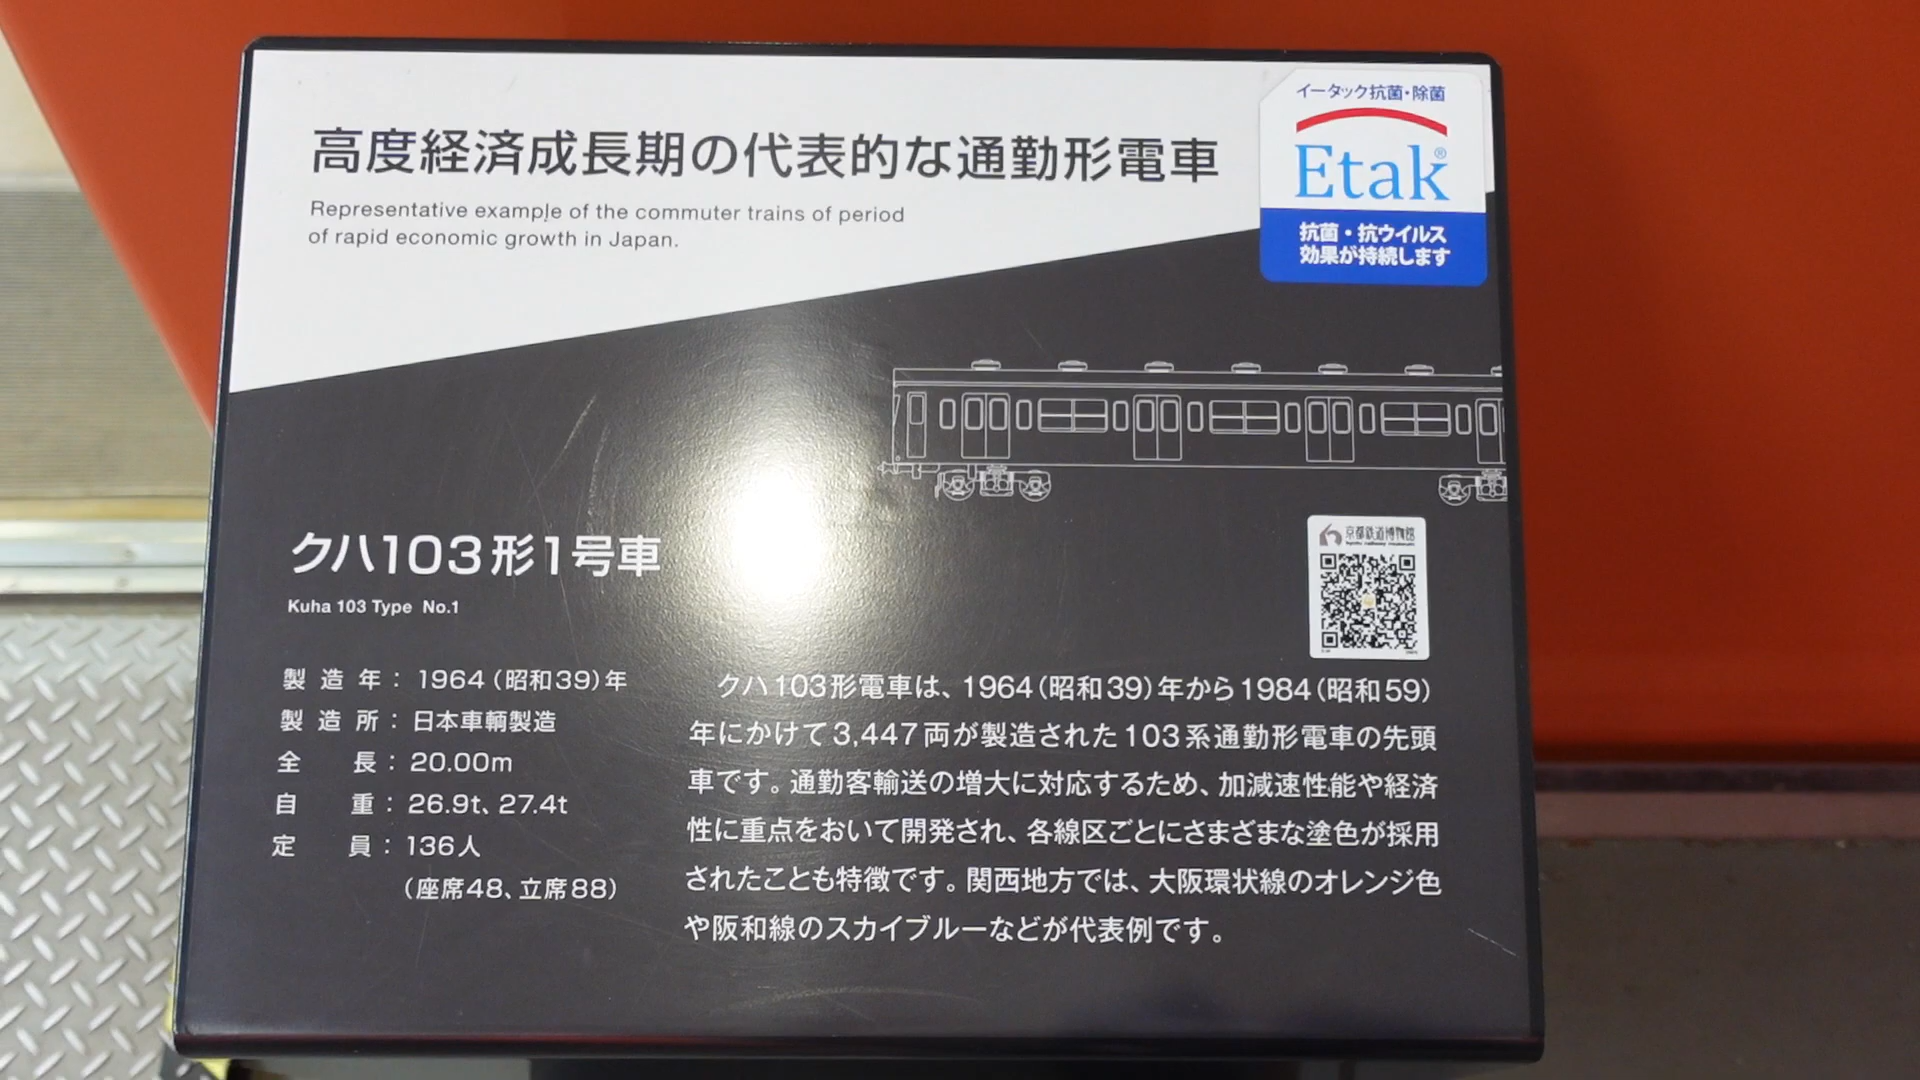 高度経済成長期の代表的な通勤形電車
Representative example of the commuter trains of period
of rapid economic growth in Japan.
イータック抗菌・除菌
Etak®
抗菌・抗ウイルス
効果が持続します
京都鉄道博物館
クハ103形1号車
Kuha 103 Type No.1
製造年：1964（昭和39）年
製造所：日本車輌製造
全長：20.00m
自重：26.9t、27.4t
定員：136人
（座席48、立席88）
クハ103形電車は、1964（昭和39）年から1984（昭和59）
年にかけて3,447両が製造された103系通勤形電車の先頭
車です。通勤客輸送の増大に対応するため、加減速性能や経済
性に重点をおいて開発され、各線区ごとにさまざまな塗色が採用
されたことも特徴です。関西地方では、大阪環状線のオレンジ色
や阪和線のスカイブルーなどが代表例です。